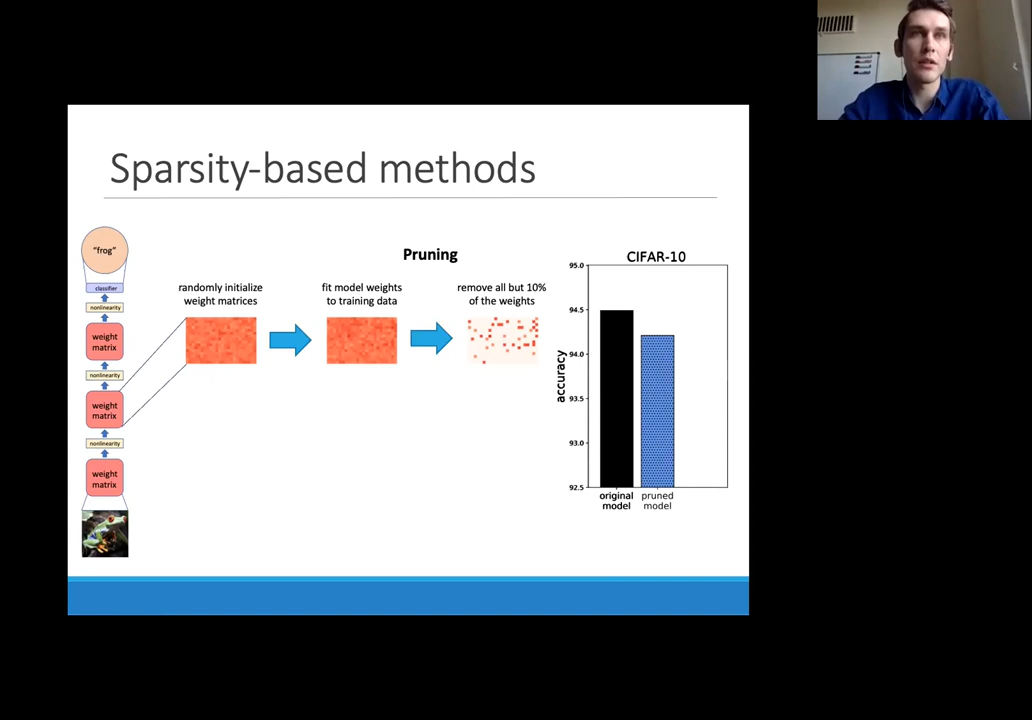 Sparsity-based methods
"frog"
classifier
nonlinearity
weight
matrix
nonlinearity
weight
matrix
nonlinearity
weight
matrix
Pruning
randomly initialize
weight matrices
fit model weights
to training data
remove all but 10%
of the weights
CIFAR-10
95.0
94.5
94.0
93.5
93.0
92.5
accuracy
original
model
pruned
model